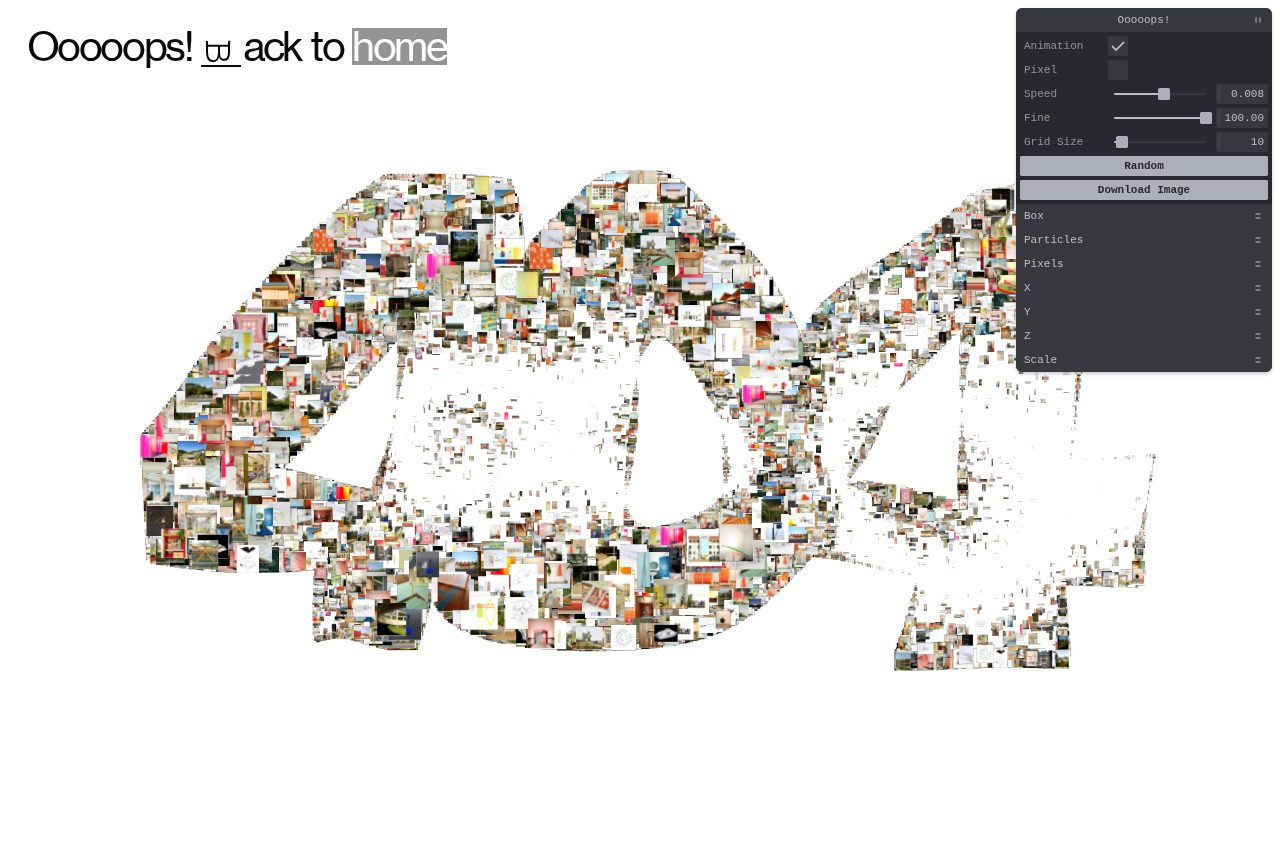 Ooooops! B ack to home
404
Ooooops!
Animation
Pixel
Speed 0.008
Fine 100.00
Grid Size 10
Random
Download Image
Box
Particles
Pixels
X
Y
Z
Scale